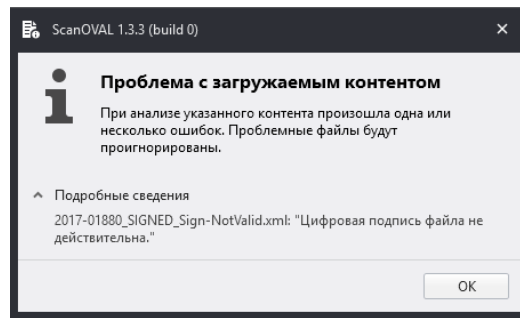 ScanOVAL 1.3.3 (build 0)
Проблема с загружаемым контентом
При анализе указанного контента произошла одна или
несколько ошибок. Проблемные файлы будут
проигнорированы.
Подробные сведения
2017-01880_SIGNED_Sign-NotValid.xml: "Цифровая подпись файла не
действительна."
OK